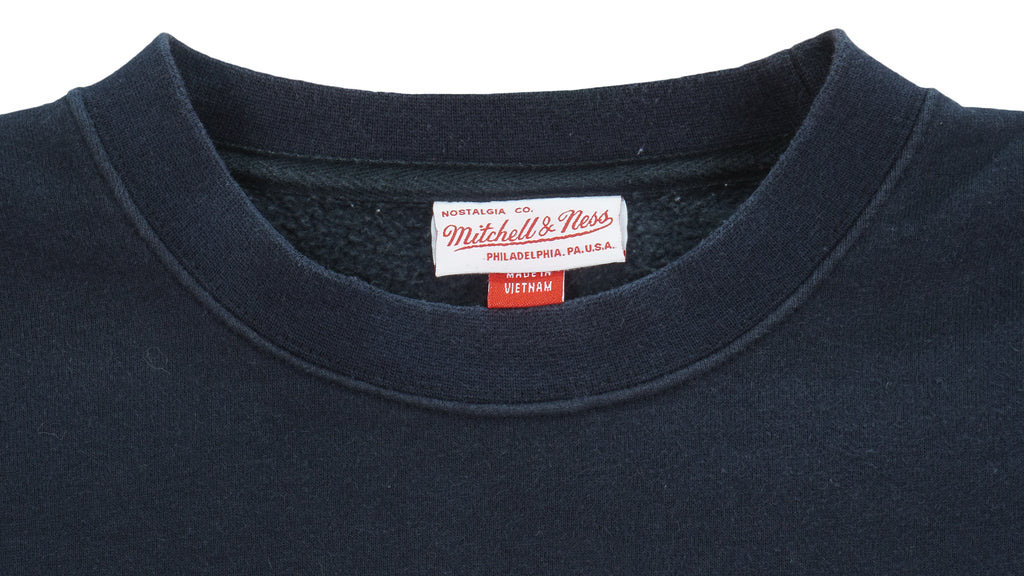 NOSTALGIA CO.
Mitchell & Ness
PHILADELPHIA. PA. U.S.A.
MADE IN
VIETNAM